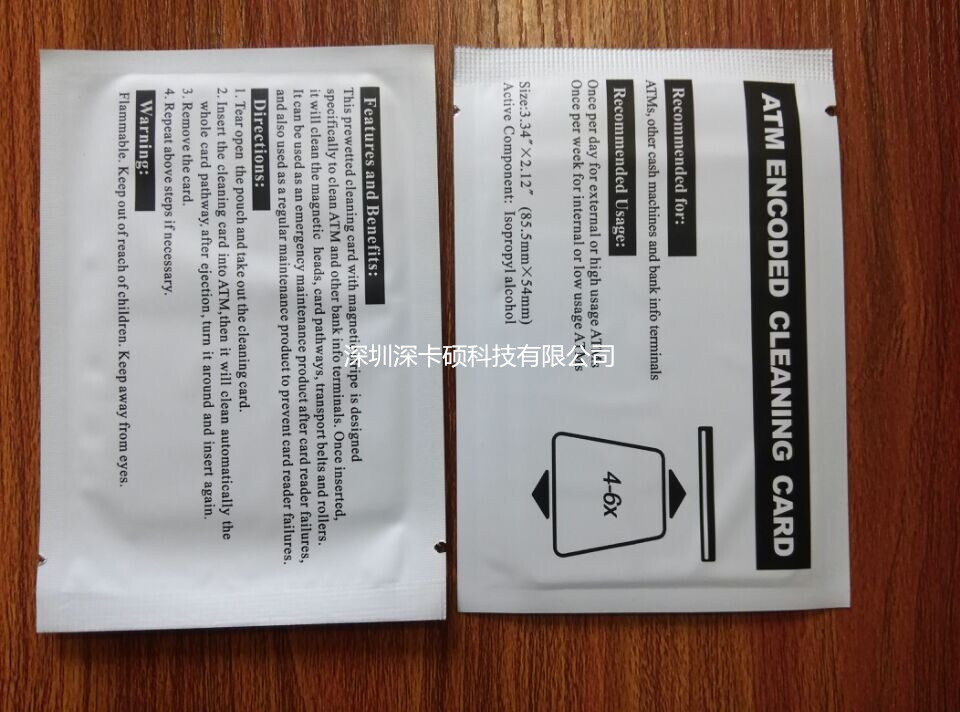 ATM ENCODED CLEANING CARD
Recommended for:
ATMs, other cash machines and bank info terminals
Recommended Usage:
Once per day for external or high usage ATMs
Once per week for internal or low usage ATMs
Size:3.34"×2.12" (85.5mm×54mm)
Active Component: Isopropyl alcohol
4-6x
Features and Benefits:
This prewetted cleaning card with magnetic stripe is designed
specifically to clean ATM and other bank info terminals. Once inserted,
it will clean the magnetic heads, card pathways, transport belts and rollers.
It can be used as an emergency maintenance product after card reader failures,
and also used as a regular maintenance product to prevent card reader failures.
Directions:
1. Tear open the pouch and take out the cleaning card.
2. Insert the cleaning card into ATM,then it will clean automatically the
whole card pathway, after ejection, turn it around and insert again.
3. Remove the card.
4. Repeat above steps if necessary.
Warning:
Flammable. Keep out of reach of children. Keep away from eyes.
深圳深卡硕科技有限公司